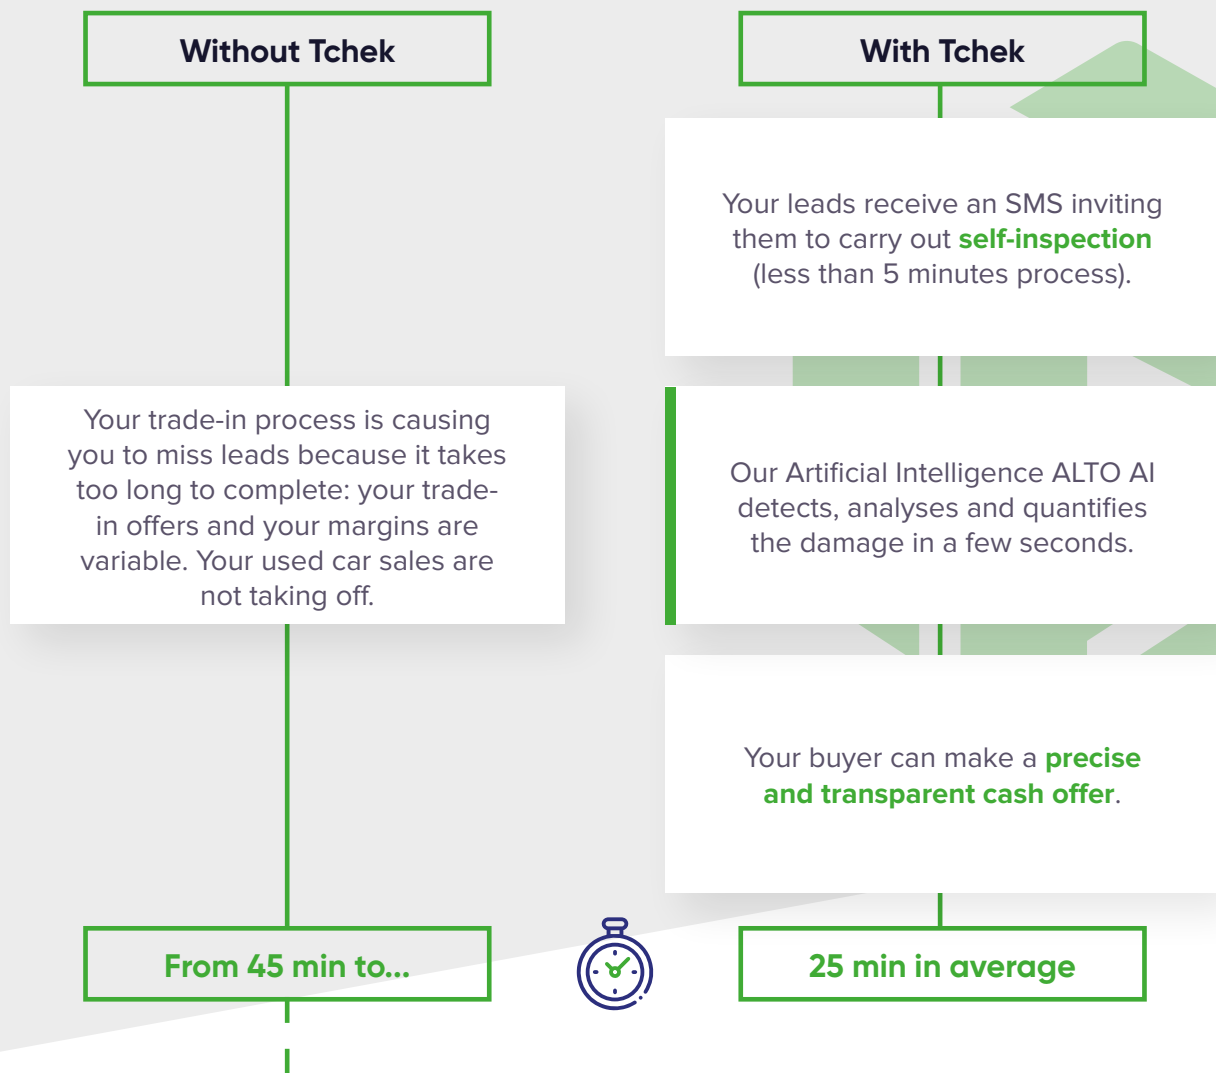 Without Tchek
Your trade-in process is causing
you to miss leads because it takes
too long to complete: your trade-
in offers and your margins are
variable. Your used car sales are
not taking off.
From 45 min to...
With Tchek
Your leads receive an SMS inviting
them to carry out self-inspection
(less than 5 minutes process).
Our Artificial Intelligence ALTO AI
detects, analyses and quantifies
the damage in a few seconds.
Your buyer can make a precise
and transparent cash offer.
25 min in average